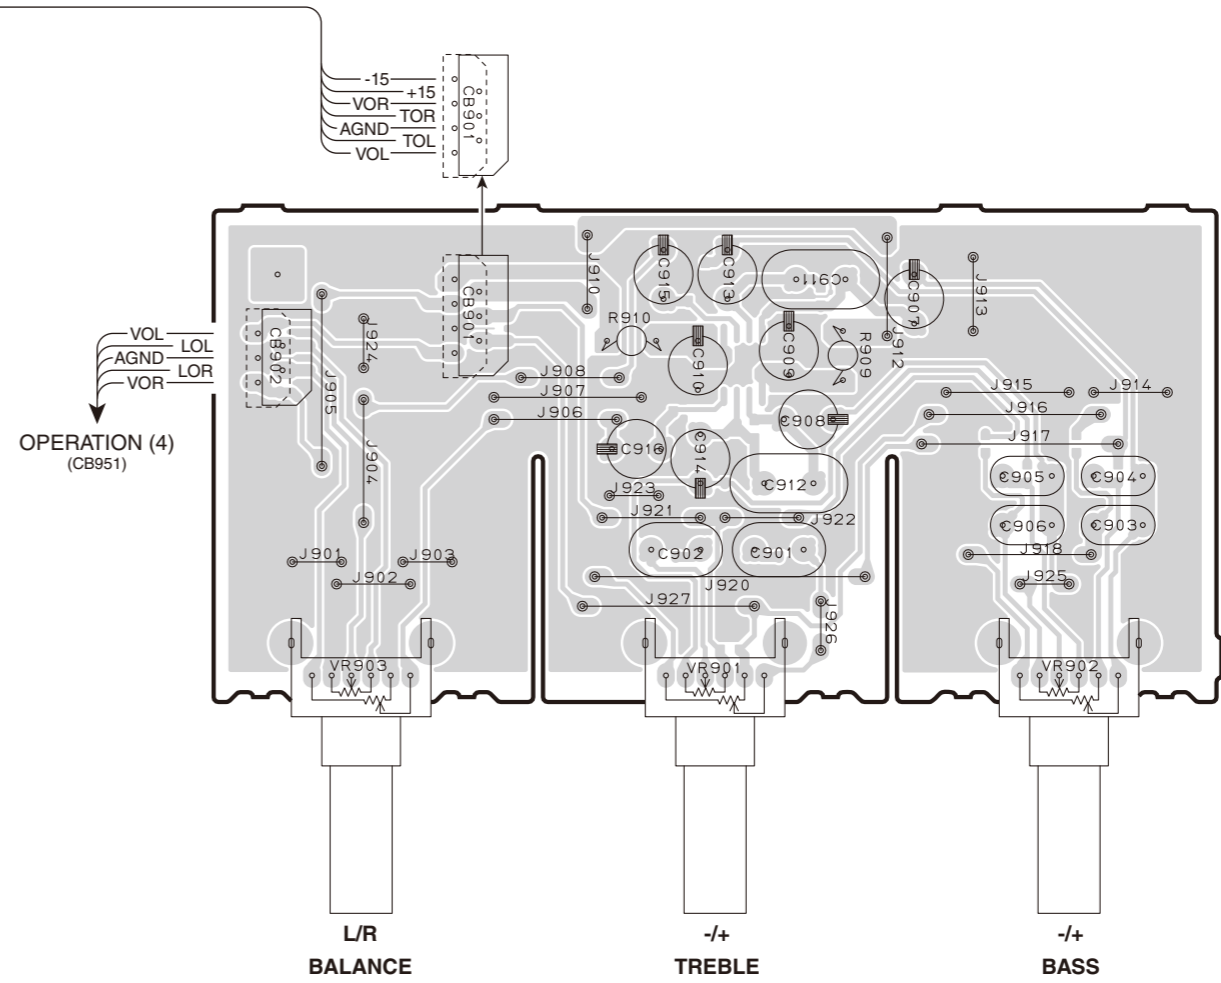 -15
+15
VOR
TOR
AGND
TOL
VOL
CB901
CB901
J910
C915
C913
C911
C907
J913
VOL
LOL
AGND
LOR
VOR
OPERATION (4)
(CB951)
CB902
J905
J924
R910
C910
C909
R909
J912
J908
J907
J906
J915
J914
J916
J917
J904
C916
C914
C908
C912
C905
C904
J923
J921
J922
C906
C903
J901
J903
C902
C901
J918
J902
J920
J925
J927
J926
VR903
VR901
VR902
L/R
BALANCE
-/+
TREBLE
-/+
BASS